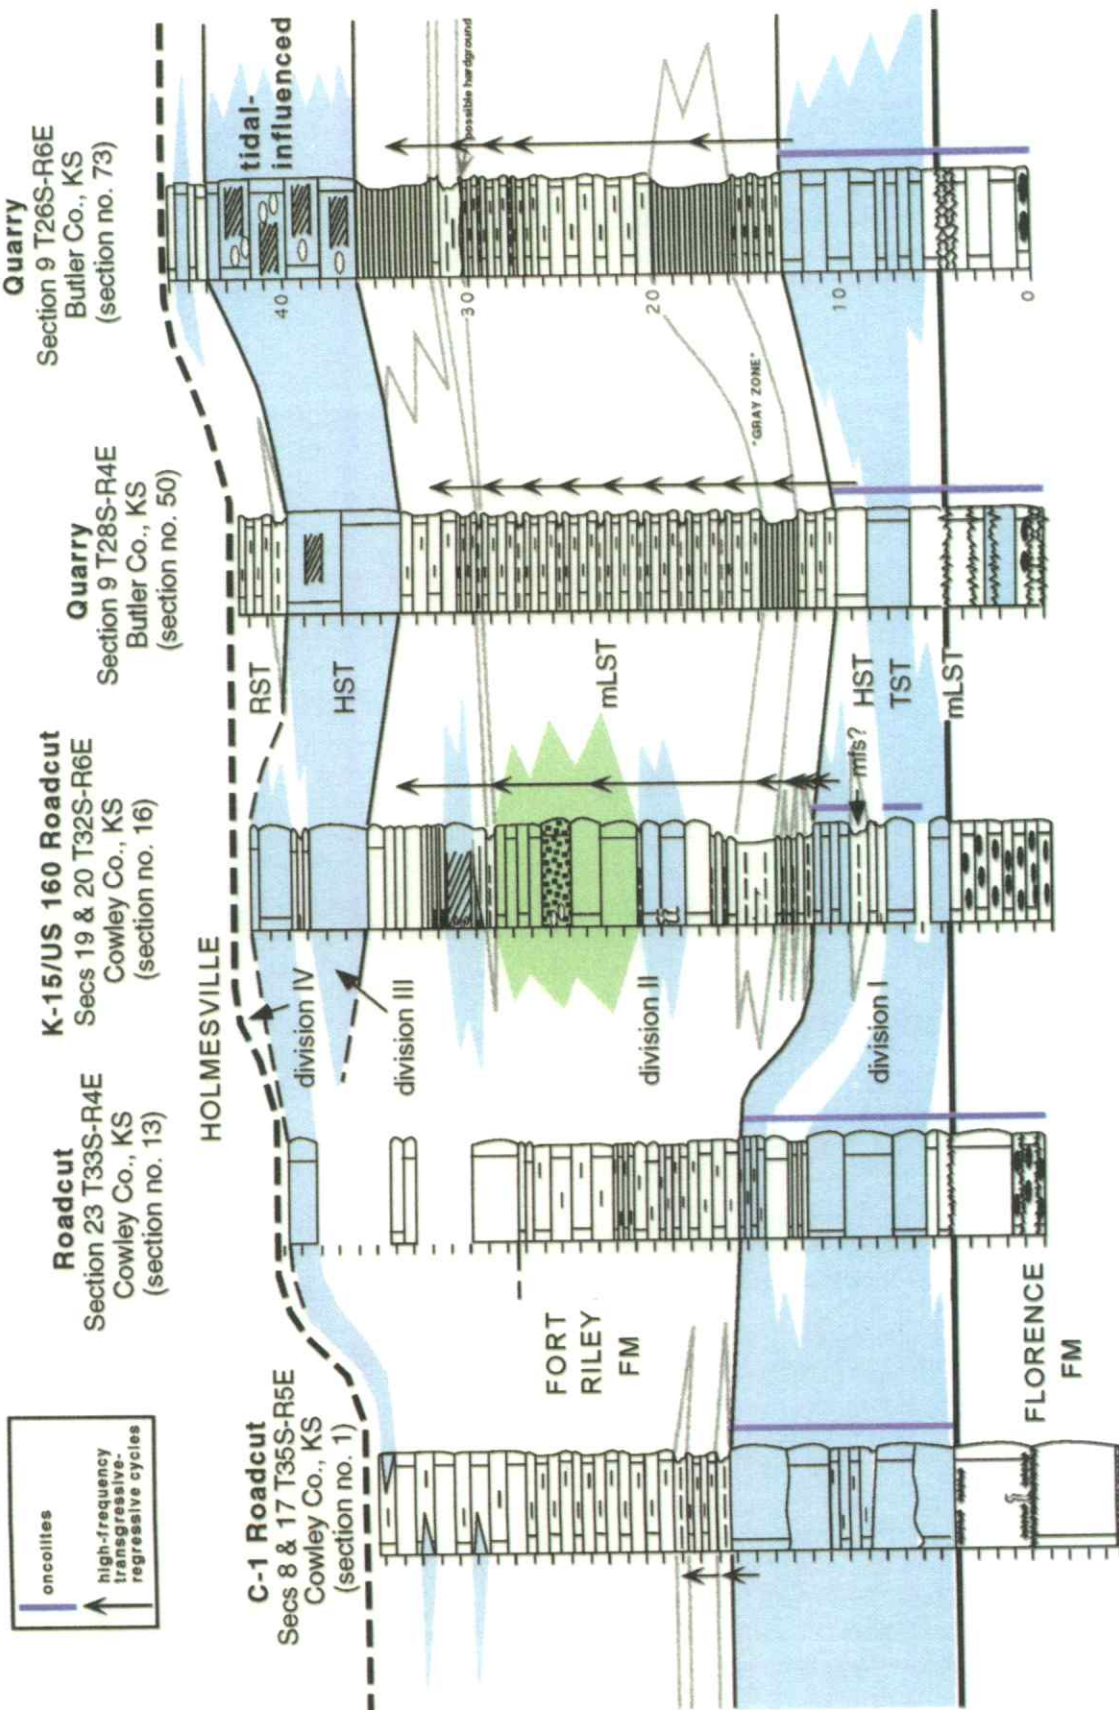 oncolites
high-frequency
transgressive-
regressive cycles
C-1 Roadcut
Secs 8 & 17 T35S-R5E
Cowley Co., KS
(section no. 1)
Roadcut
Section 23 T33S-R4E
Cowley Co., KS
(section no. 13)
K-15/US 160 Roadcut
Secs 19 & 20 T32S-R6E
Cowley Co., KS
(section no. 16)
Quarry
Section 9 T28S-R4E
Butler Co., KS
(section no. 50)
Quarry
Section 9 T26S-R6E
Butler Co., KS
(section no. 73)
HOLMESVILLE
division IV
division III
division II
division I
FORT
RILEY
FM
FLORENCE
FM
RST
HST
mLST
HST
TST
mLST
mfs?
"GRAY ZONE"
tidal-
influenced
possible hardground
40
30
20
10
0